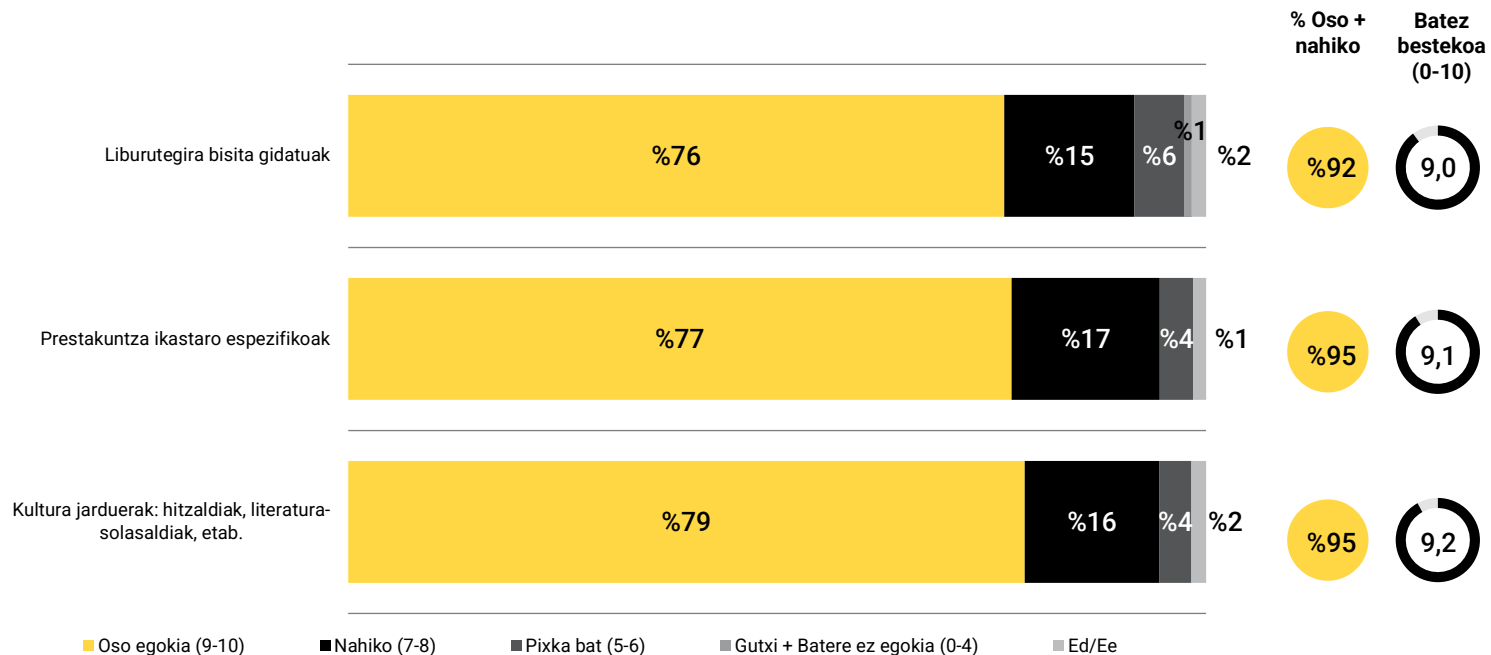 % Oso +
nahiko
Batez
bestekoa
(0-10)
Liburutegira bisita gidatuak
%76
%15
%6
%1
%2
%92
9,0
Prestakuntza ikastaro espezifikoak
%77
%17
%4
%1
%95
9,1
Kultura jarduerak: hitzaldiak, literatura-
solasaldiak, etab.
%79
%16
%4
%2
%95
9,2
Oso egokia (9-10)
Nahiko (7-8)
Pixka bat (5-6)
Gutxi + Batere ez egokia (0-4)
Ed/Ee